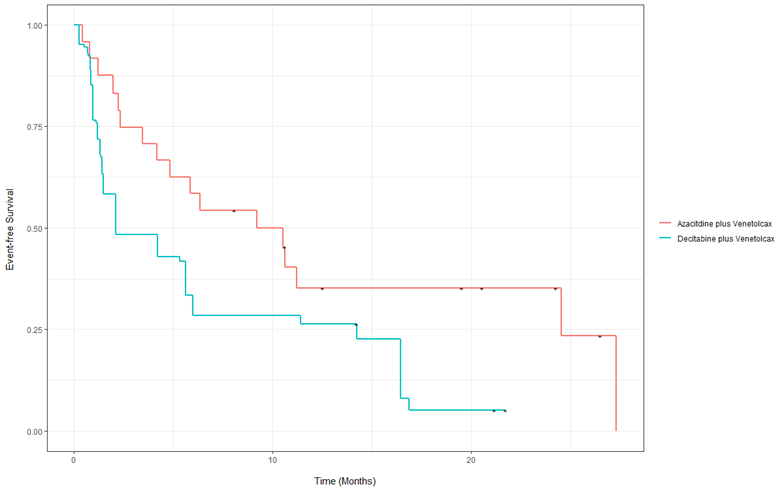 1.00
0.75
0.50
0.25
0.00
Event-free Survival
0
10
20
Time (Months)
Azacitdine plus Venetolcax
Decitabine plus Venetolcax